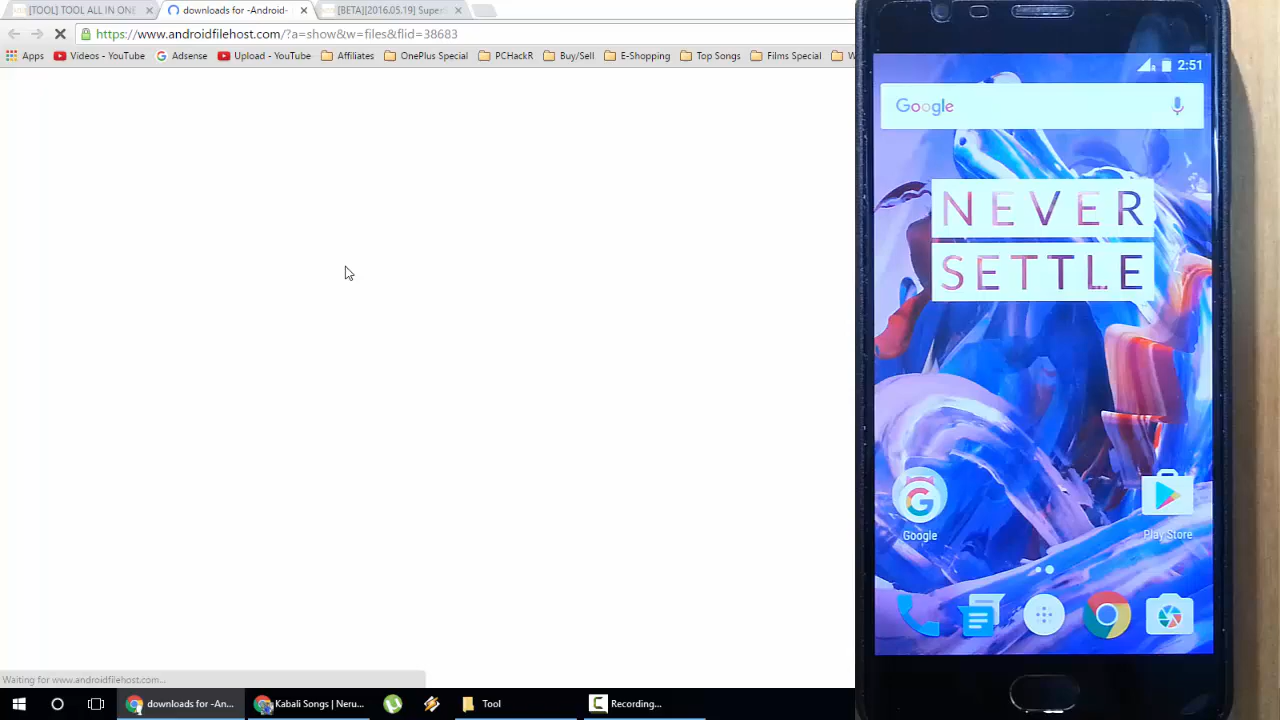 [TOOL] TOOL ALL IN ONE
downloads for -Android-
[BETA][2016.05.19] Super
https://www.androidfilehost.com/?a=show&w=files&flid=38683
Apps
Videos - YouTube
Adsense
Upload - YouTube
Affiliates
OnePlus Special
PCHackR
Buy/Sell
E-Shopping
Top Songs
Films Special
W
2:51
Google
NEVER
SETTLE
Google
Play Store
Waiting for www.androidfilehost.com...
downloads for -An...
Kabali Songs | Neru...
Tool
Recording...